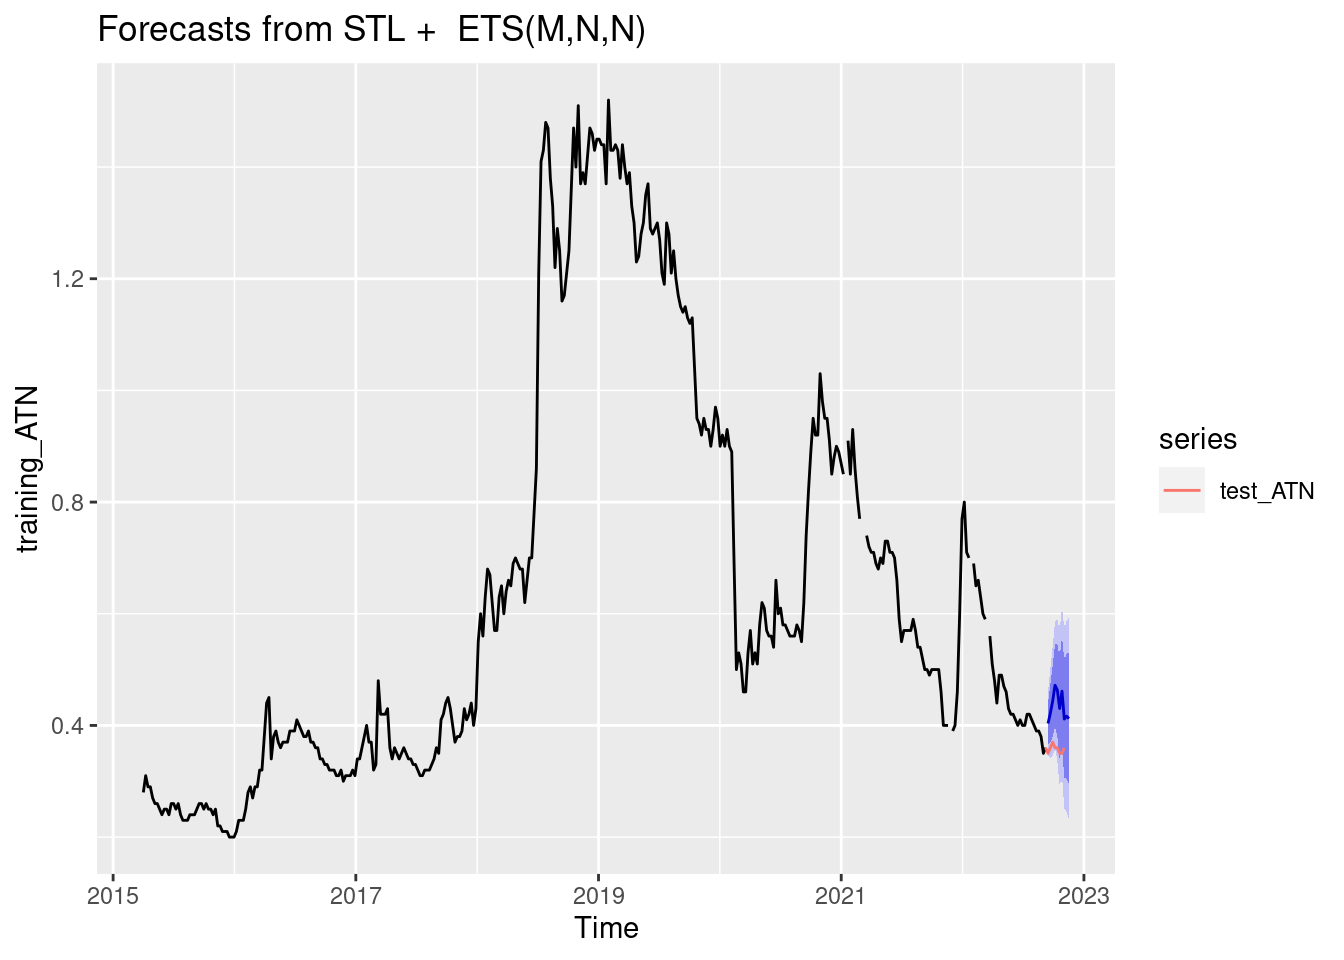 Forecasts from STL +  ETS(M,N,N)
training_ATN
1.2
0.8
0.4
2015
2017
2019
2021
2023
Time
series
test_ATN